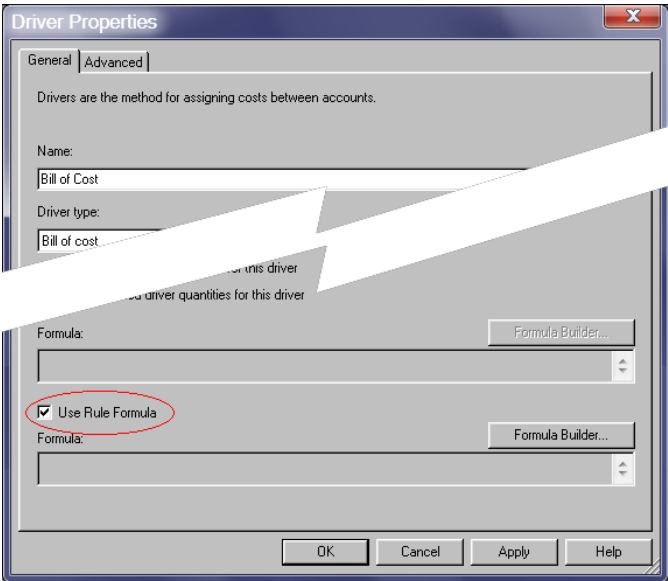 Driver Properties
General Advanced
Drivers are the method for assigning costs between accounts.
Name:
Bill of Cost
Driver type:
Bill of cost
this driver
driver quantities for this driver
Formula:
Formula Builder...
Use Rule Formula
Formula:
Formula Builder...
OK Cancel Apply Help